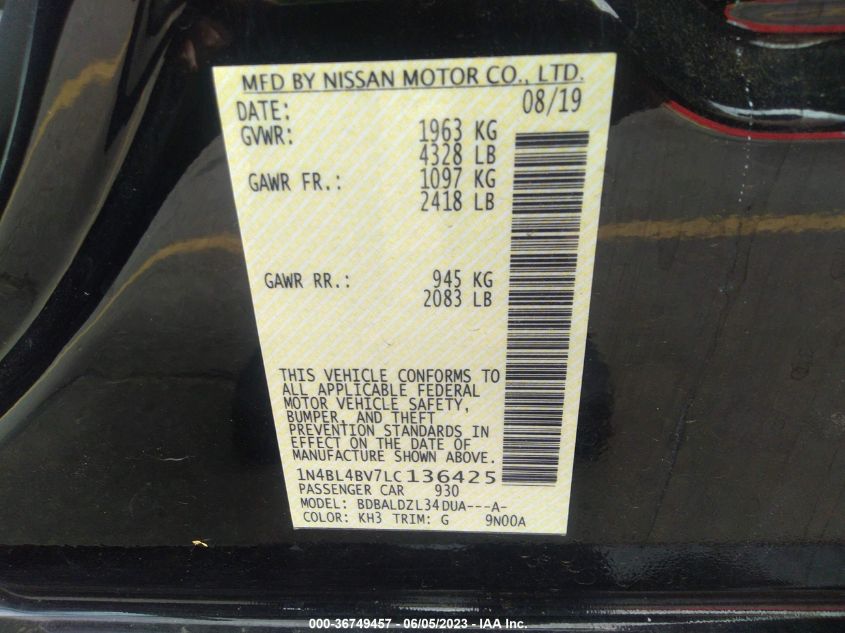 MFD BY NISSAN MOTOR CO., LTD.
DATE: 08/19
GVWR: 1963 KG
4328 LB
GAWR FR.: 1097 KG
2418 LB
GAWR RR.: 945 KG
2083 LB
THIS VEHICLE CONFORMS TO
ALL APPLICABLE FEDERAL
MOTOR VEHICLE SAFETY,
BUMPER, AND THEFT
PREVENTION STANDARDS IN
EFFECT ON THE DATE OF
MANUFACTURE SHOWN ABOVE.
1N4BL4BV7LC136425
PASSENGER CAR 930
MODEL: BDBALDZL34DUA---A-
COLOR: KH3 TRIM: G 9N00A
000-36749457 - 06/05/2023 - IAA Inc.